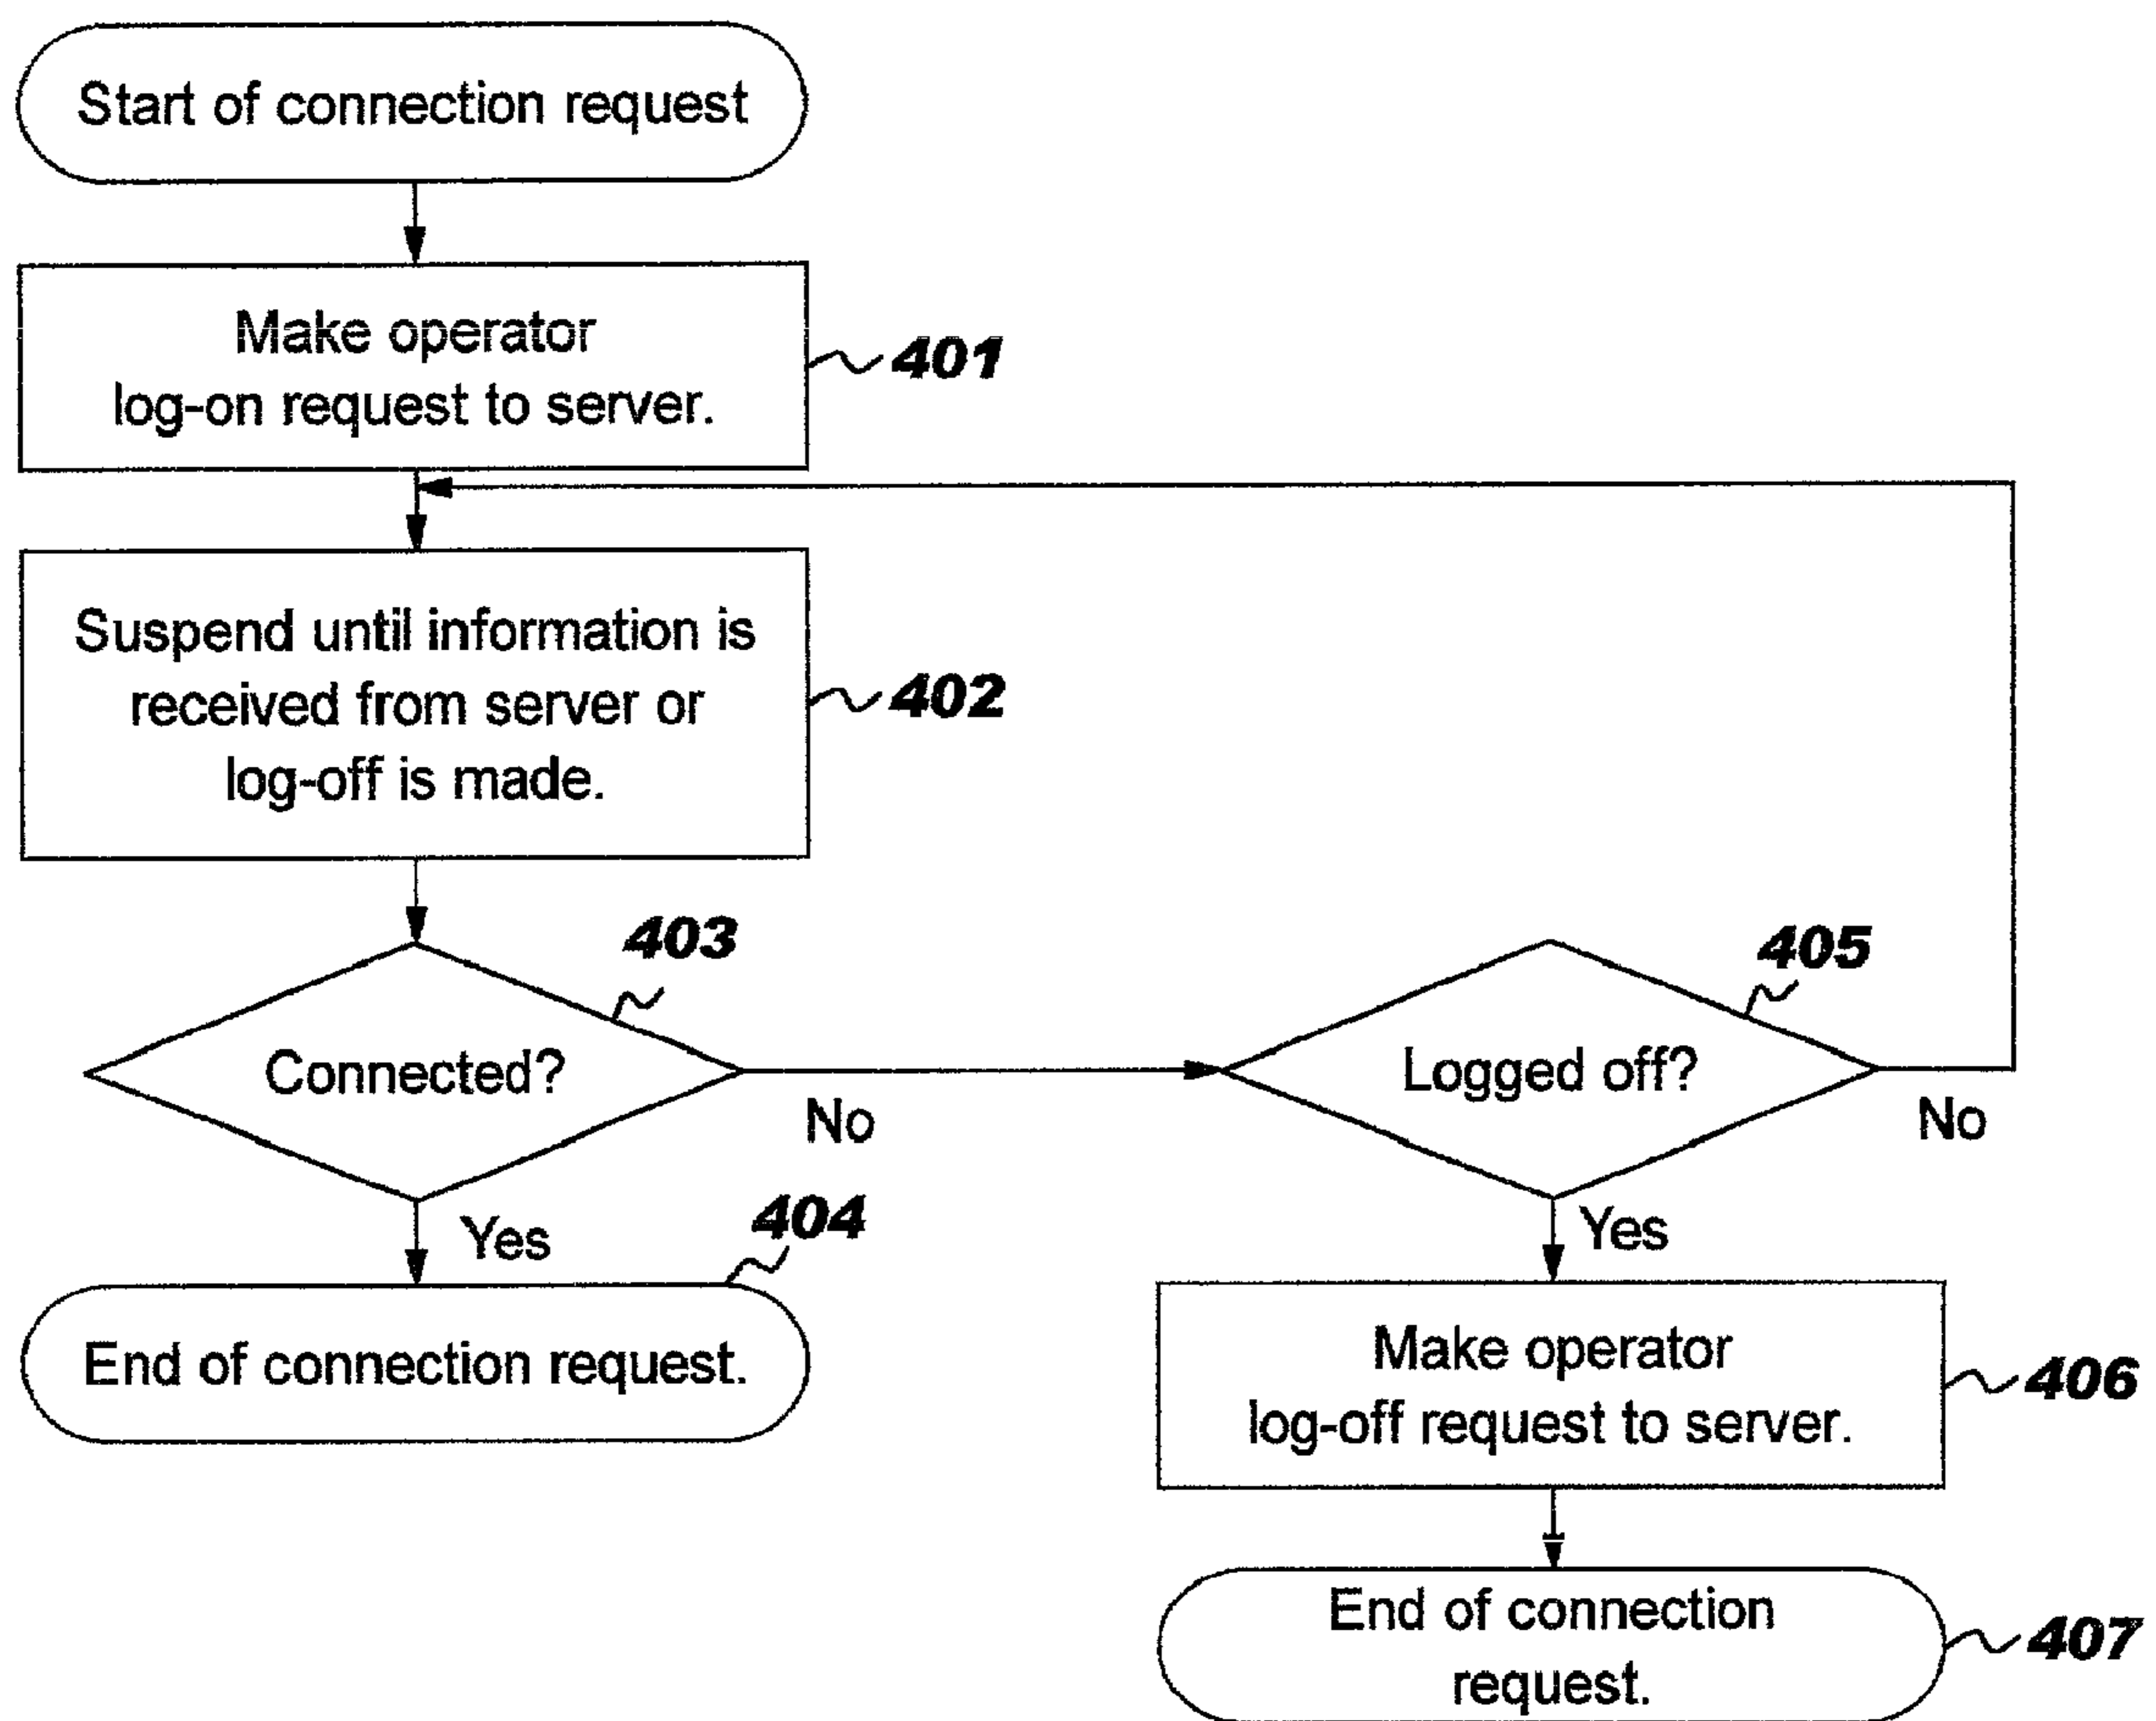 Start of connection request
Make operator
log-on request to server.
401
Suspend until information is
received from server or
log-off is made.
402
403
Connected?
No
Yes
404
End of connection request.
405
Logged off?
No
Yes
Make operator
log-off request to server.
406
End of connection
request.
407